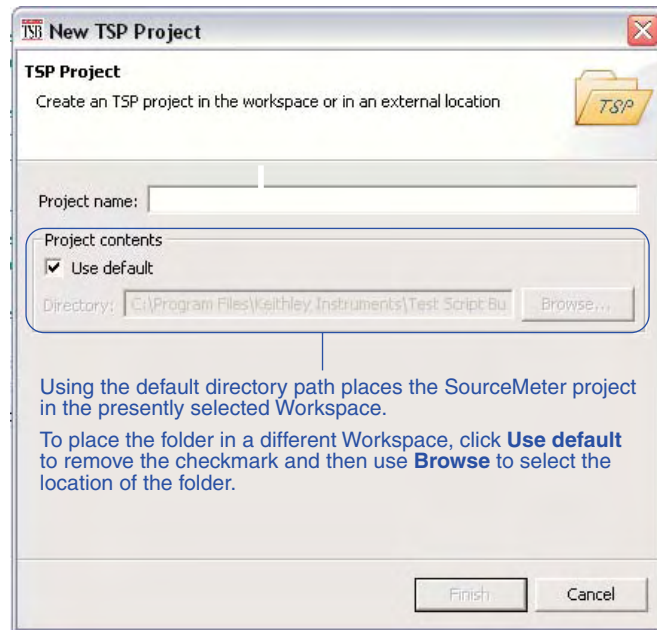 TSB New TSP Project
TSP Project
Create an TSP project in the workspace or in an external location
TSP
Project name:
Project contents
Use default
Directory: C:\Program Files\Keithley Instruments\Test Script Bu Browse...
Using the default directory path places the SourceMeter project
in the presently selected Workspace.
To place the folder in a different Workspace, click Use default
to remove the checkmark and then use Browse to select the
location of the folder.
Finish Cancel